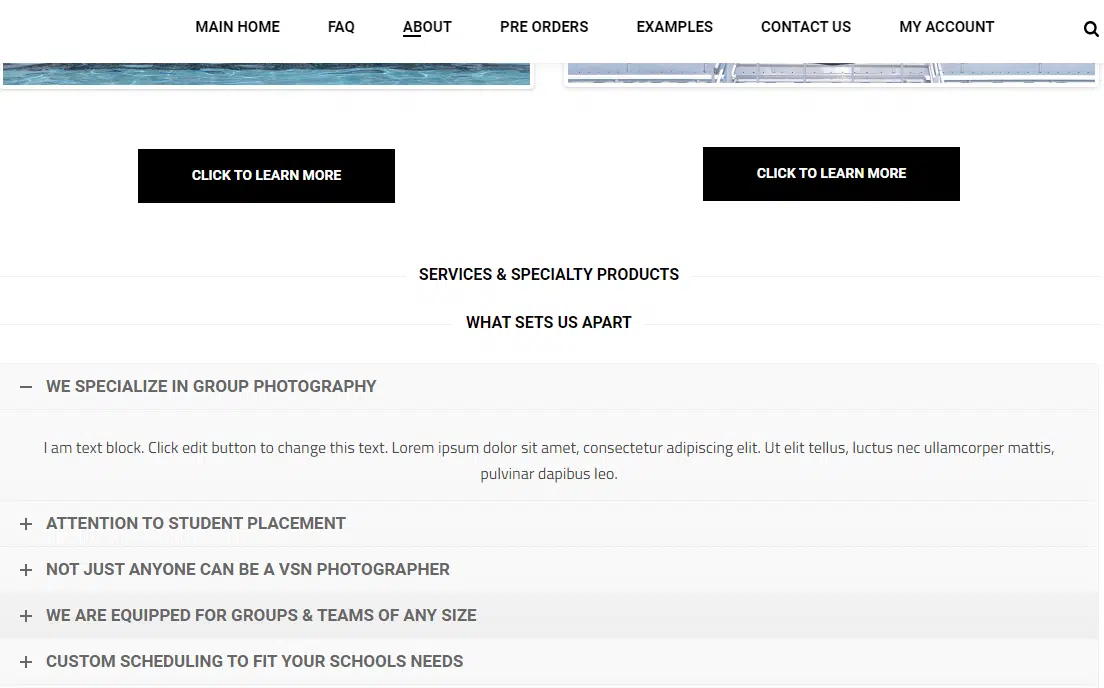 MAIN HOME FAQ ABOUT PRE ORDERS EXAMPLES CONTACT US MY ACCOUNT
CLICK TO LEARN MORE
CLICK TO LEARN MORE
SERVICES & SPECIALTY PRODUCTS
WHAT SETS US APART
WE SPECIALIZE IN GROUP PHOTOGRAPHY
I am text block. Click edit button to change this text. Lorem ipsum dolor sit amet, consectetur adipiscing elit. Ut elit tellus, luctus nec ullamcorper mattis,
pulvinar dapibus leo.
ATTENTION TO STUDENT PLACEMENT
NOT JUST ANYONE CAN BE A VSN PHOTOGRAPHER
WE ARE EQUIPPED FOR GROUPS & TEAMS OF ANY SIZE
CUSTOM SCHEDULING TO FIT YOUR SCHOOLS NEEDS